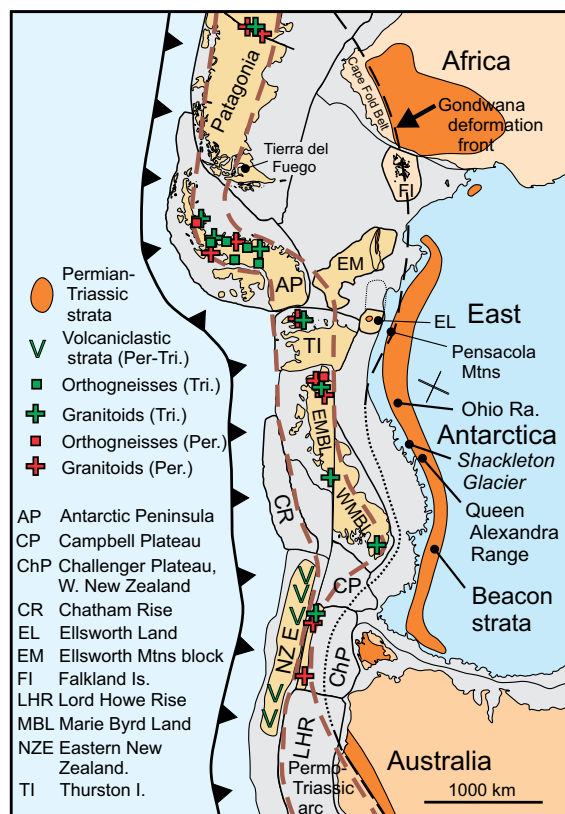 Africa
Cape Fold Belt
Gondwana
deformation
front
Patagonia
Tierra del
Fuego
FI
EM
AP
EL
East
Pensacola
Mtns
TI
Ohio Ra.
EMBL
Antarctica
Shackleton
Glacier
CR
WMBL
Queen
Alexandra
Range
CP
Beacon
strata
NZ E
ChP
LHR
Permo-
Triassic
arc
Australia
1000 km
Permian-
Triassic
strata
Volcaniclastic
strata (Per-Tri.)
Orthogneisses (Tri.)
Granitoids (Tri.)
Orthogneisses (Per.)
Granitoids (Per.)
AP Antarctic Peninsula
CP Campbell Plateau
ChP Challenger Plateau,
W. New Zealand
CR Chatham Rise
EL Ellsworth Land
EM Ellsworth Mtns block
FI Falkland Is.
LHR Lord Howe Rise
MBL Marie Byrd Land
NZE Eastern New
Zealand.
TI Thurston I.